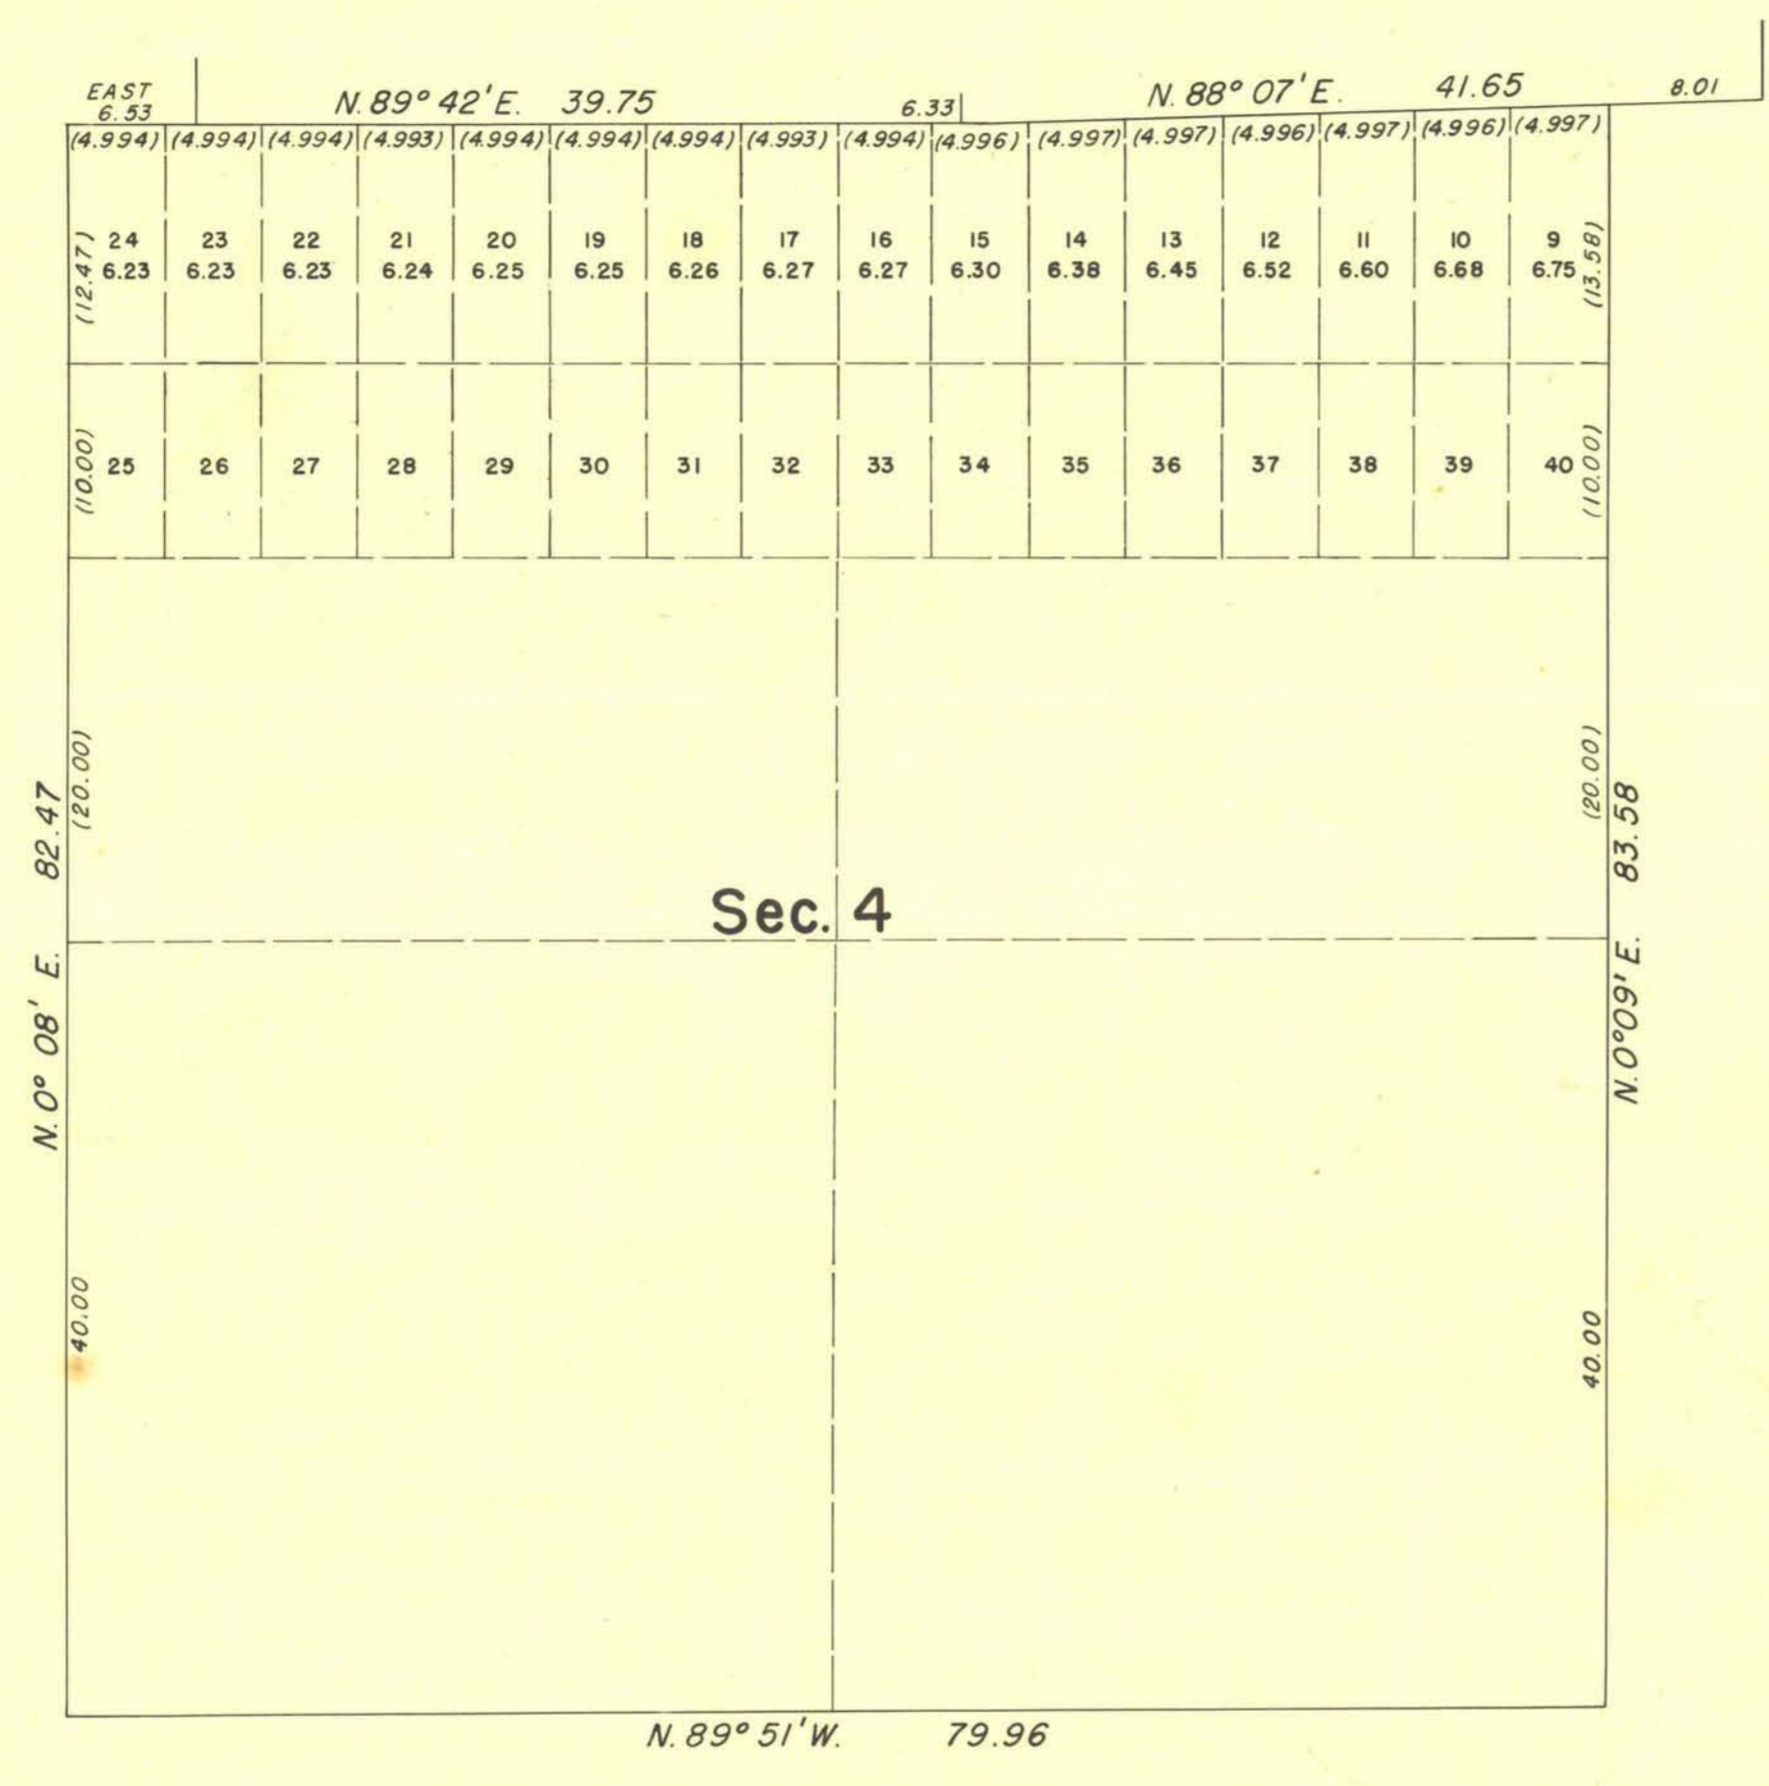 EAST
6.53
N. 89° 42' E. 39.75
6.33
N. 88° 07' E. 41.65
8.01
(4.994) (4.994) (4.994) (4.993) (4.994) (4.994) (4.994) (4.993) (4.994) (4.996) (4.997) (4.997) (4.996) (4.997) (4.996) (4.997)
(12.47)
24 23 22 21 20 19 18 17 16 15 14 13 12 11 10 9
6.23 6.23 6.23 6.24 6.25 6.25 6.26 6.27 6.27 6.30 6.38 6.45 6.52 6.60 6.68 6.75
(13.58)
(10.00)
25 26 27 28 29 30 31 32 33 34 35 36 37 38 39 40
(10.00)
(20.00)
(20.00)
N. 0° 08' E. 82.47
N. 0° 09' E. 83.58
Sec. 4
40.00
40.00
N. 89° 51' W. 79.96